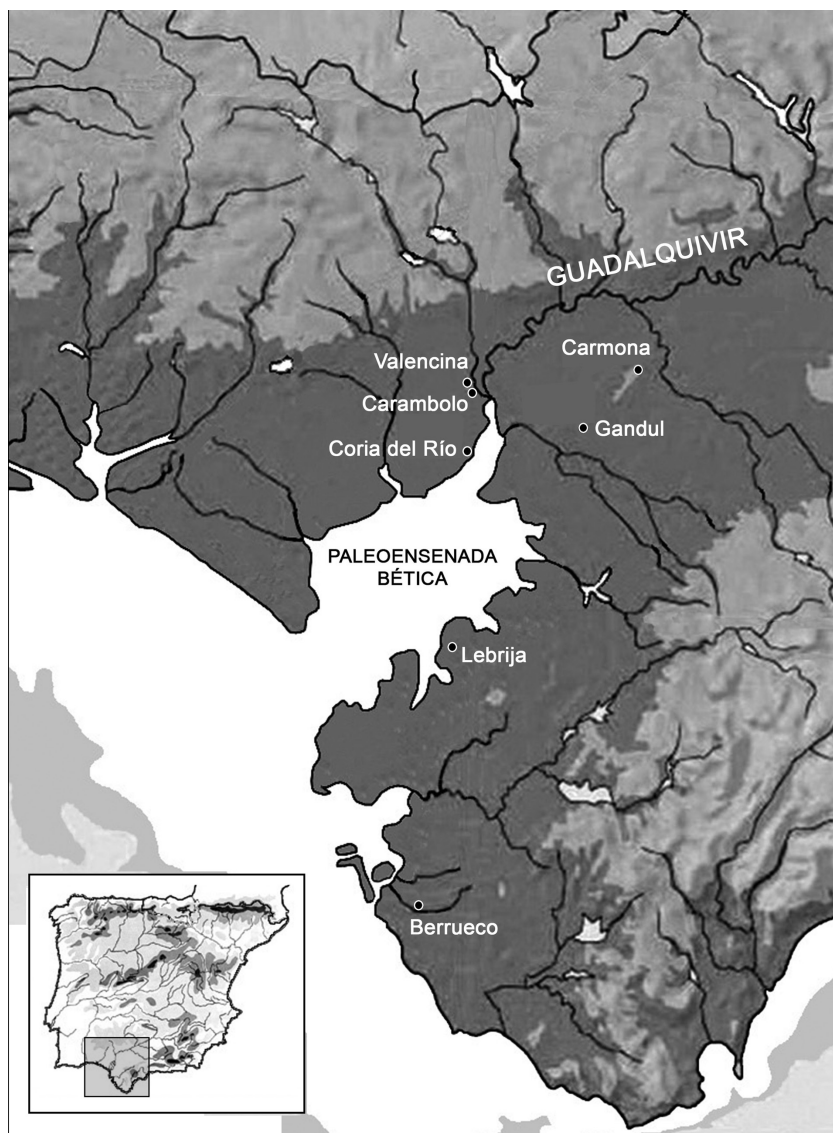 GUADALQUIVIR
Valencina
Carmona
Carambolo
Gandul
Coria del Río
PALEOENSENADA
BÉTICA
Lebrija
Berrueco